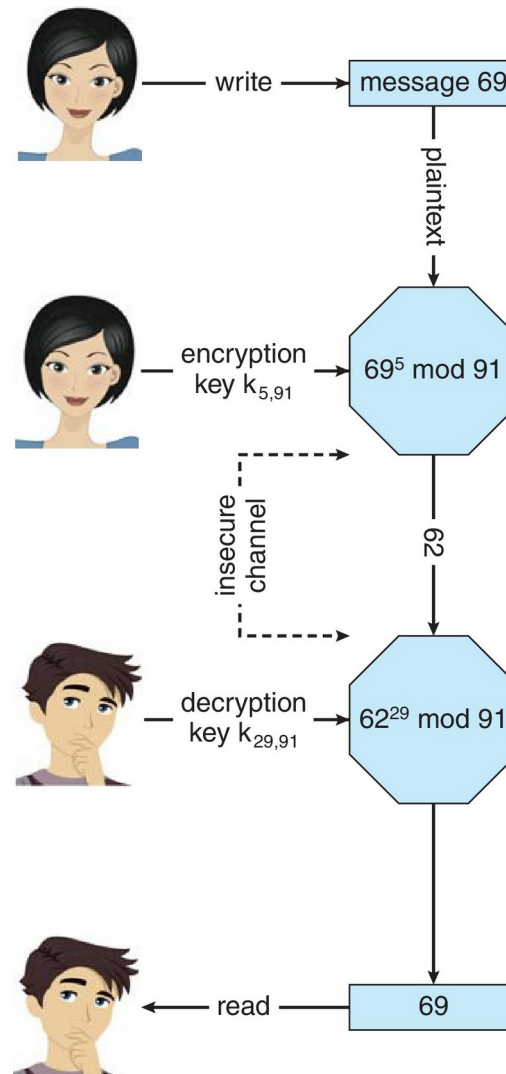 write
message 69
plaintext
encryption
key k₅,₉₁
69⁵ mod 91
insecure
channel
62
decryption
key k₂₉,₉₁
62²⁹ mod 91
read
69